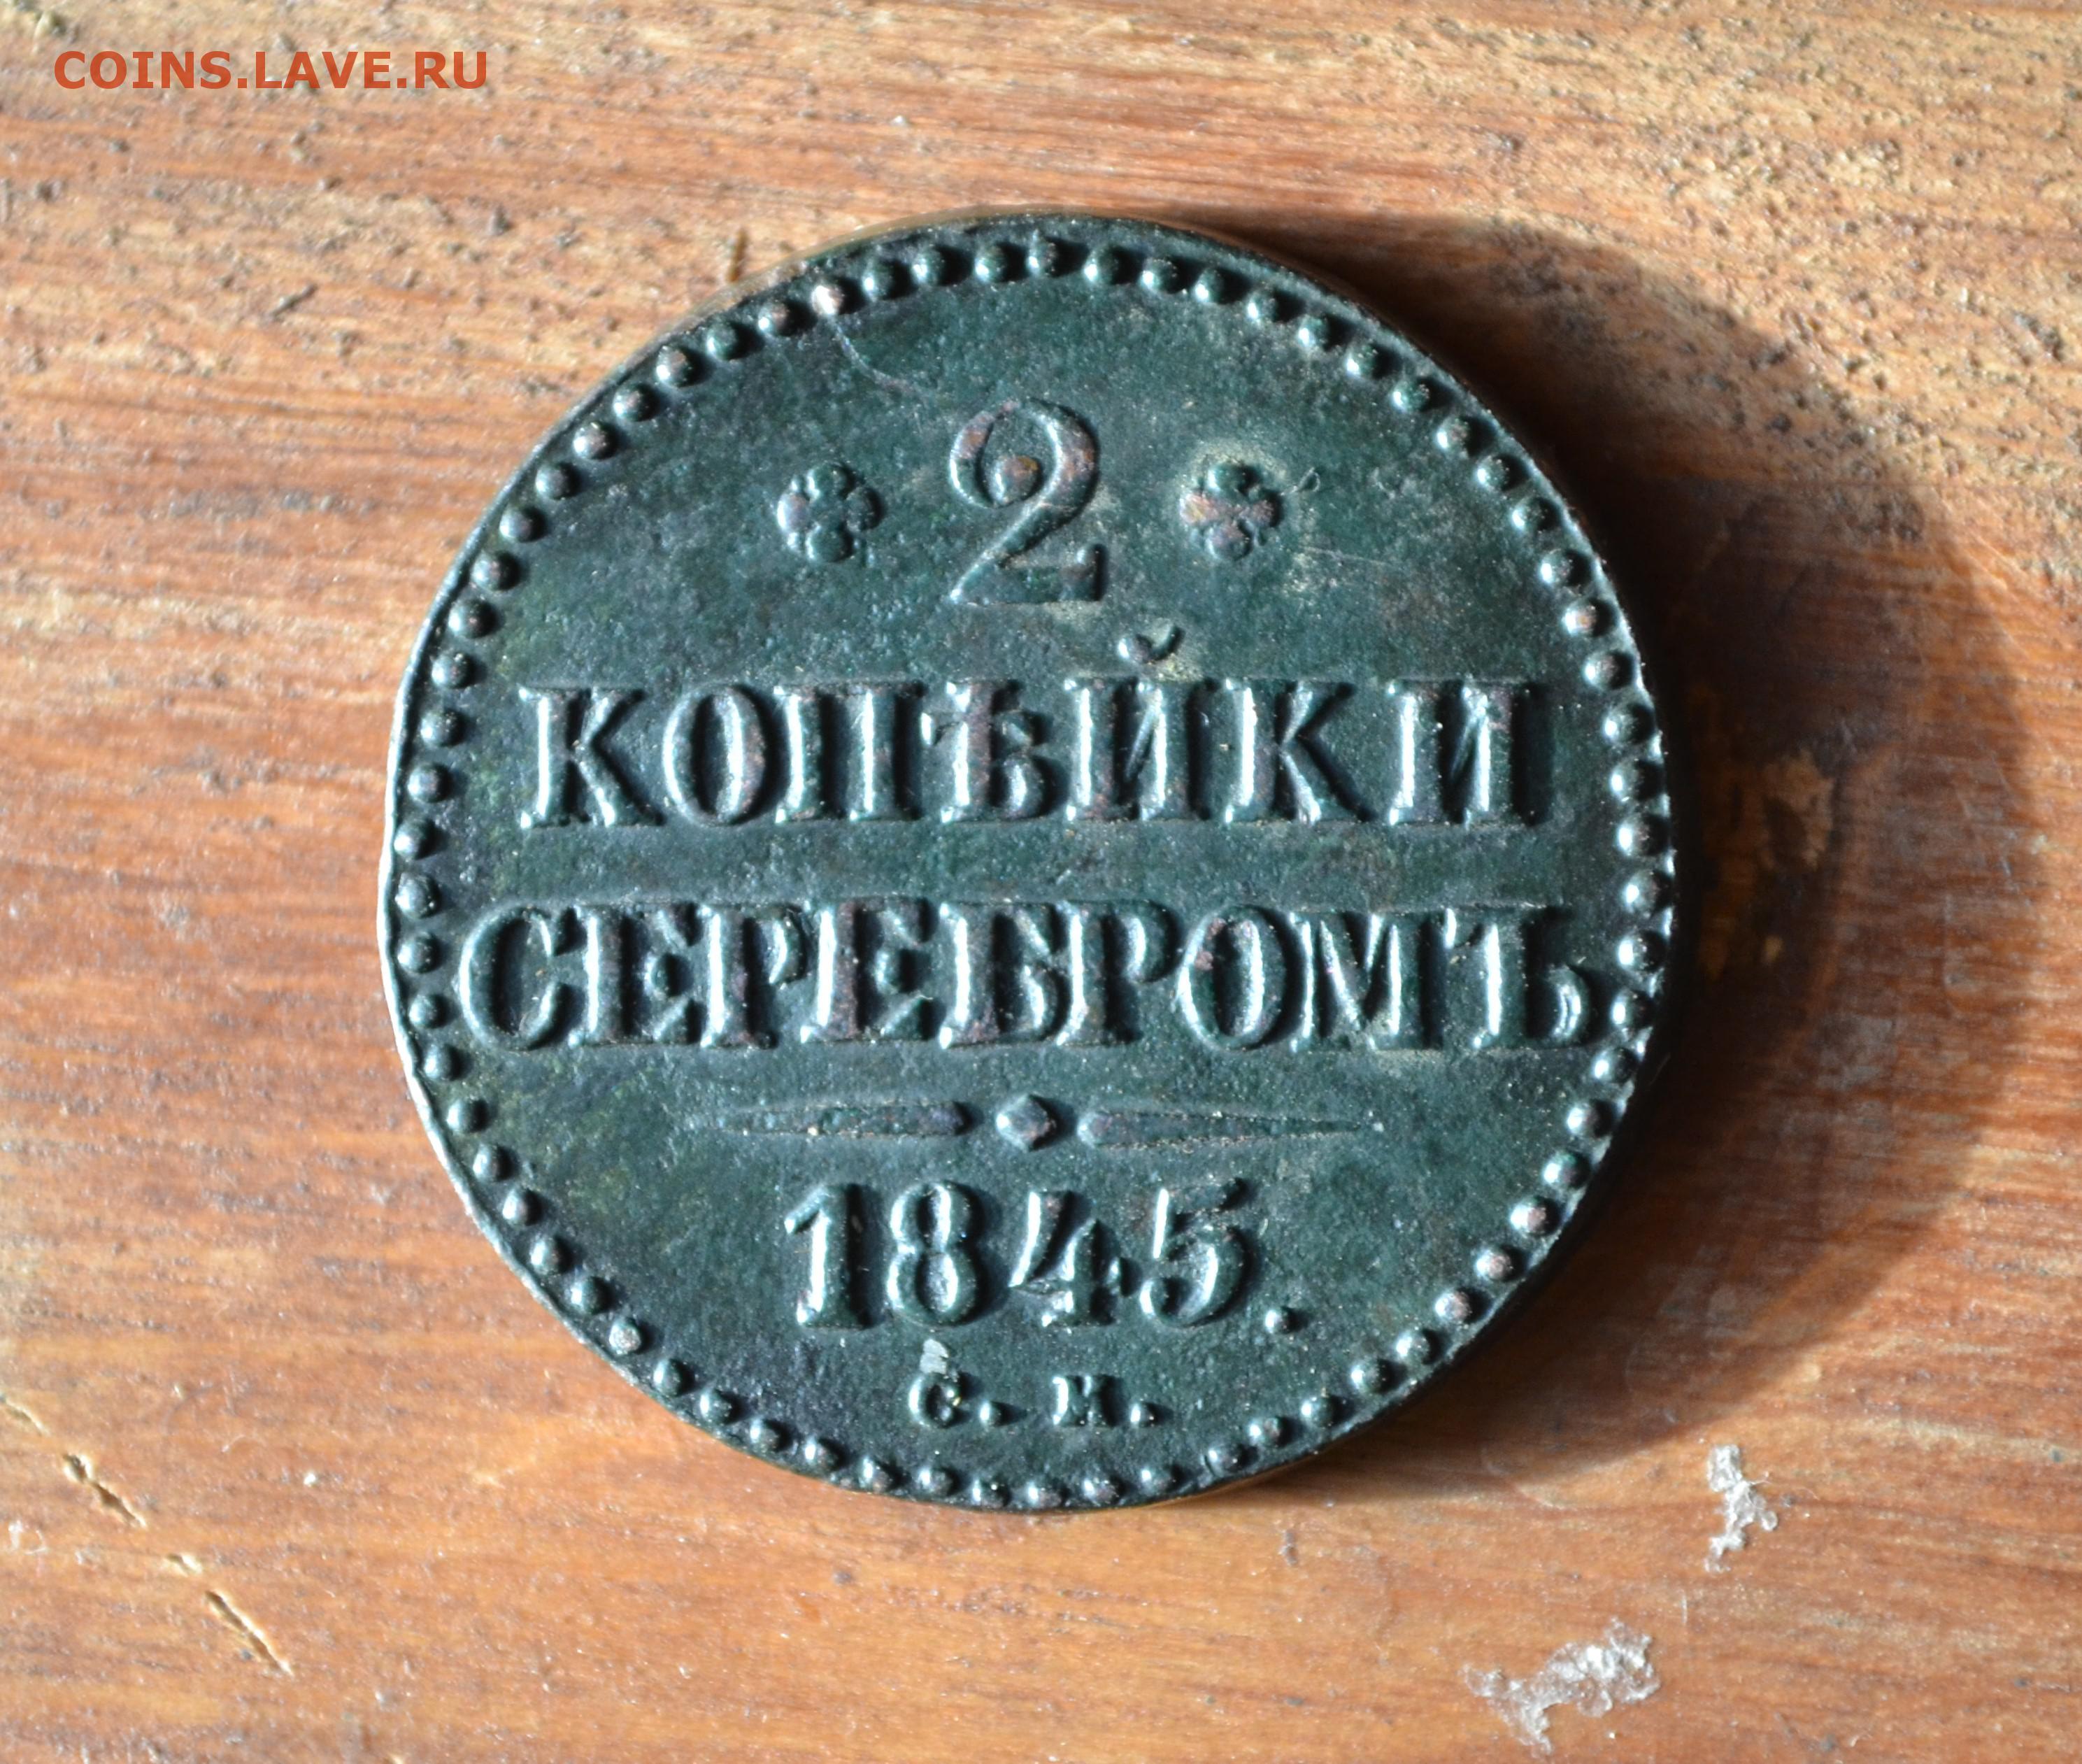 COINS.LAVE.RU
2
КОПѢЙКИ
СЕРЕБРОМЪ
1845.
С. М.